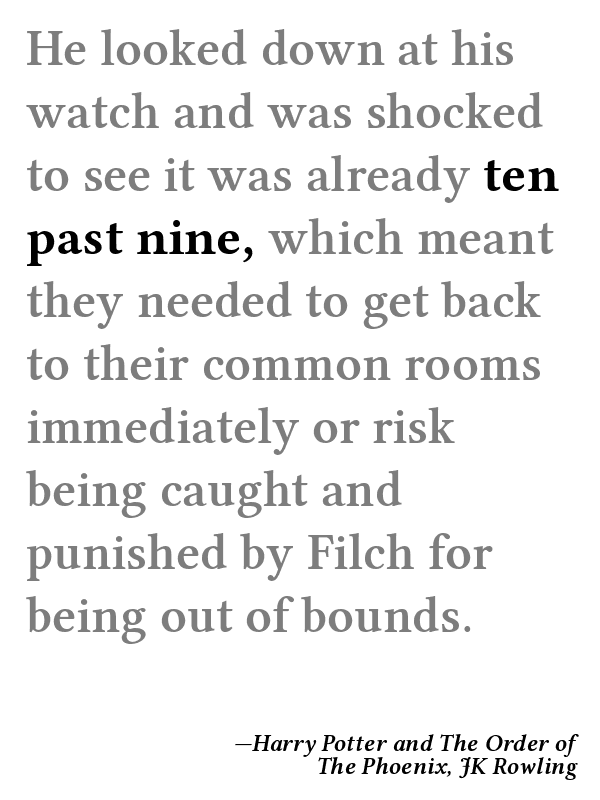 He looked down at his
watch and was shocked
to see it was already ten
past nine, which meant
they needed to get back
to their common rooms
immediately or risk
being caught and
punished by Filch for
being out of bounds.
—Harry Potter and The Order of
The Phoenix, JK Rowling